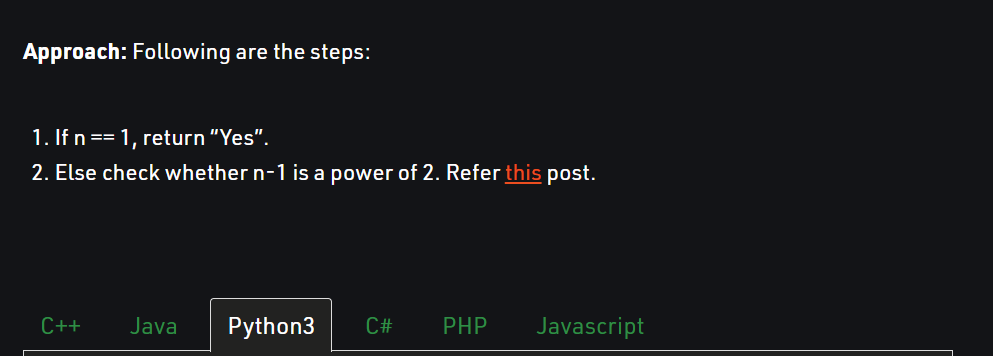 Approach: Following are the steps:
1. If n == 1, return “Yes”.
2. Else check whether n-1 is a power of 2. Refer this post.
C++ Java Python3 C# PHP Javascript